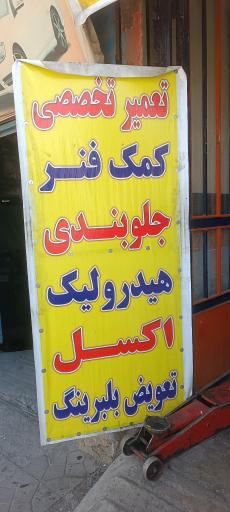 تعمیر تخصصی
کمک فنر
جلوبندی
هیدرولیک
اکسل
تعویض بلبرینگ